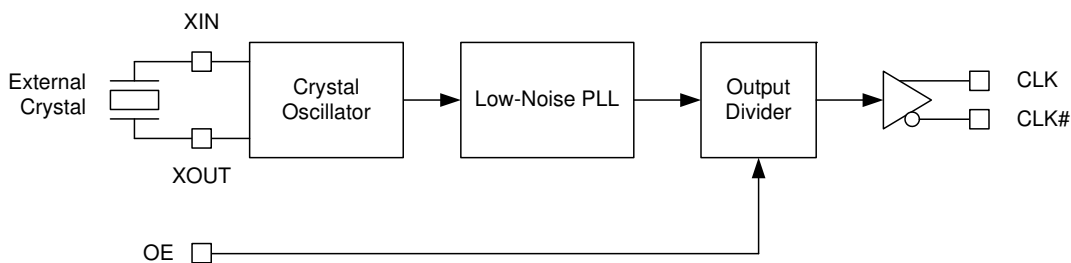 XIN
External
Crystal
XOUT
Crystal
Oscillator
Low-Noise PLL
Output
Divider
CLK
CLK#
OE